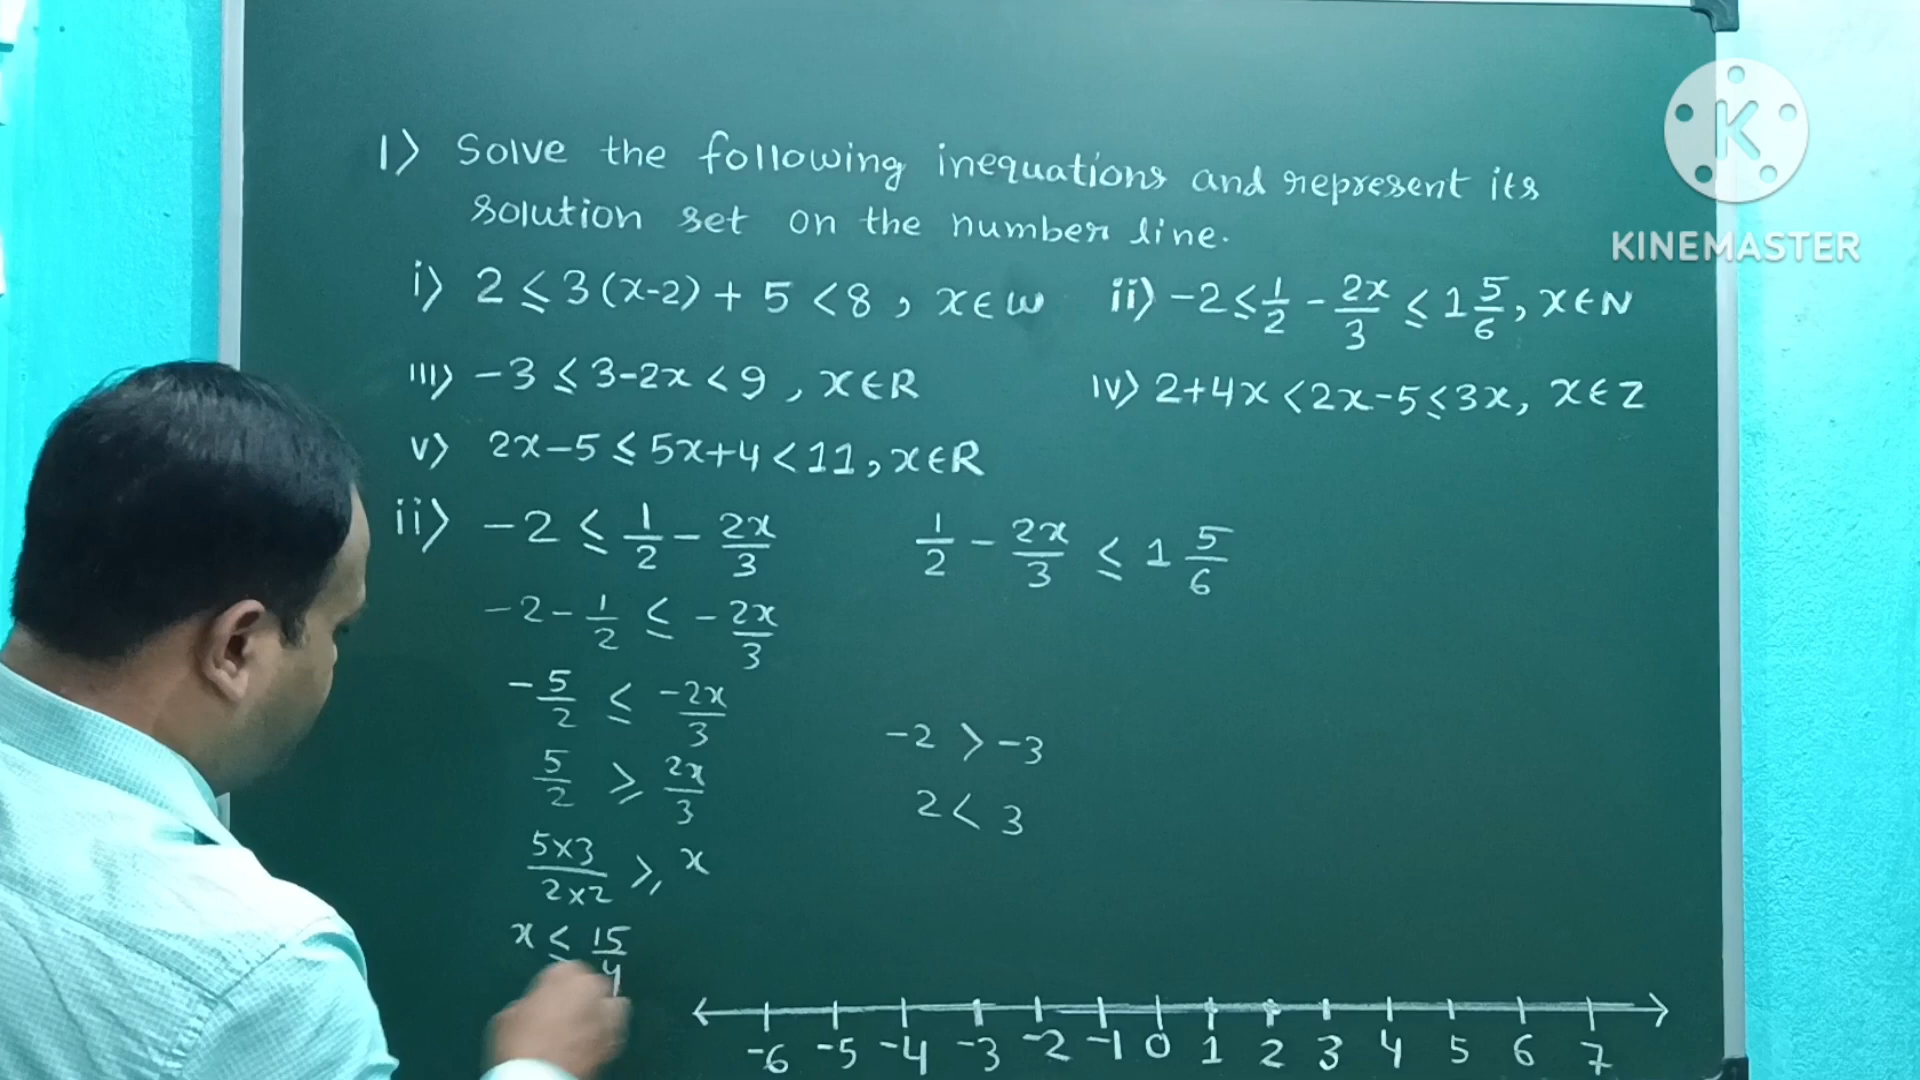 1) Solve the following inequations and represent its
solution set on the number line.
i) 2 ≤ 3(x-2) + 5 < 8 , x∈W
ii) -2 ≤ 1/2 - 2x/3 ≤ 1 5/6, x∈N
iii) -3 ≤ 3-2x < 9 , x∈R
iv) 2+4x < 2x-5 ≤ 3x, x∈Z
v) 2x-5 ≤ 5x+4 < 11, x∈R
ii) -2 ≤ 1/2 - 2x/3
-2 - 1/2 ≤ - 2x/3
-5/2 ≤ -2x/3
5/2 ≥ 2x/3
5×3/2×2 ≥ x
x ≤ 15/4
1/2 - 2x/3 ≤ 1 5/6
-2 > -3
2 < 3
-6 -5 -4 -3 -2 -1 0 1 2 3 4 5 6 7
K
KINEMASTER